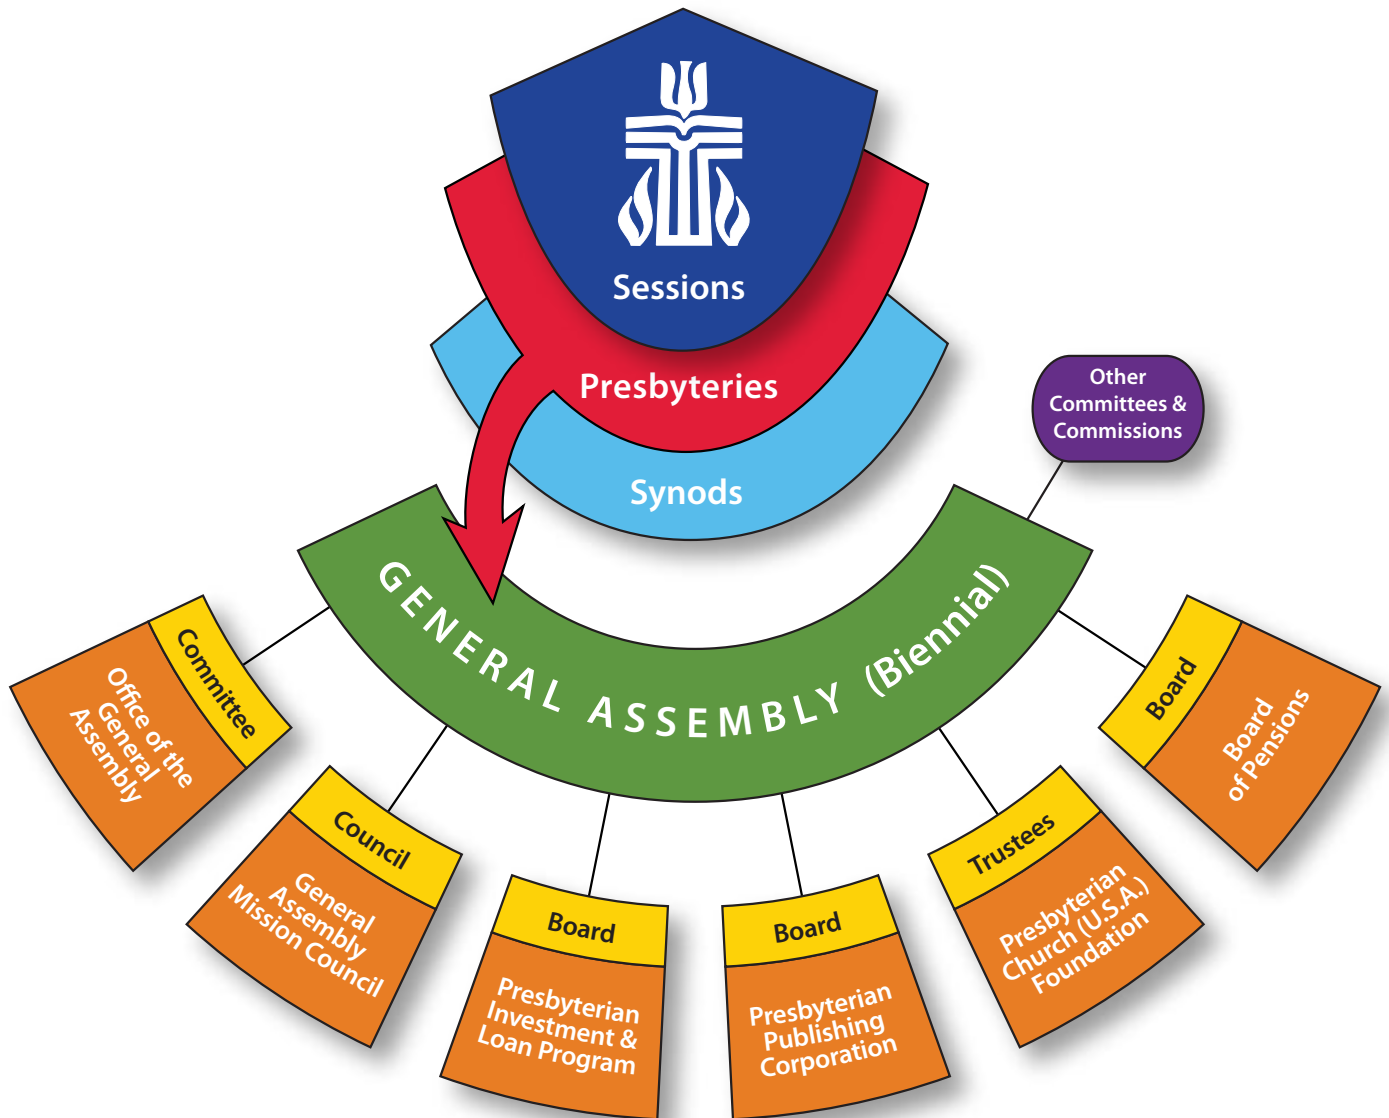 Sessions
Presbyteries
Synods
Other
Committees &
Commissions
GENERAL ASSEMBLY (Biennial)
Committee
Office of the
General
Assembly
Council
General
Assembly
Mission Council
Board
Presbyterian
Investment &
Loan Program
Board
Presbyterian
Publishing
Corporation
Trustees
Presbyterian
Church (U.S.A.)
Foundation
Board
Board
of Pensions